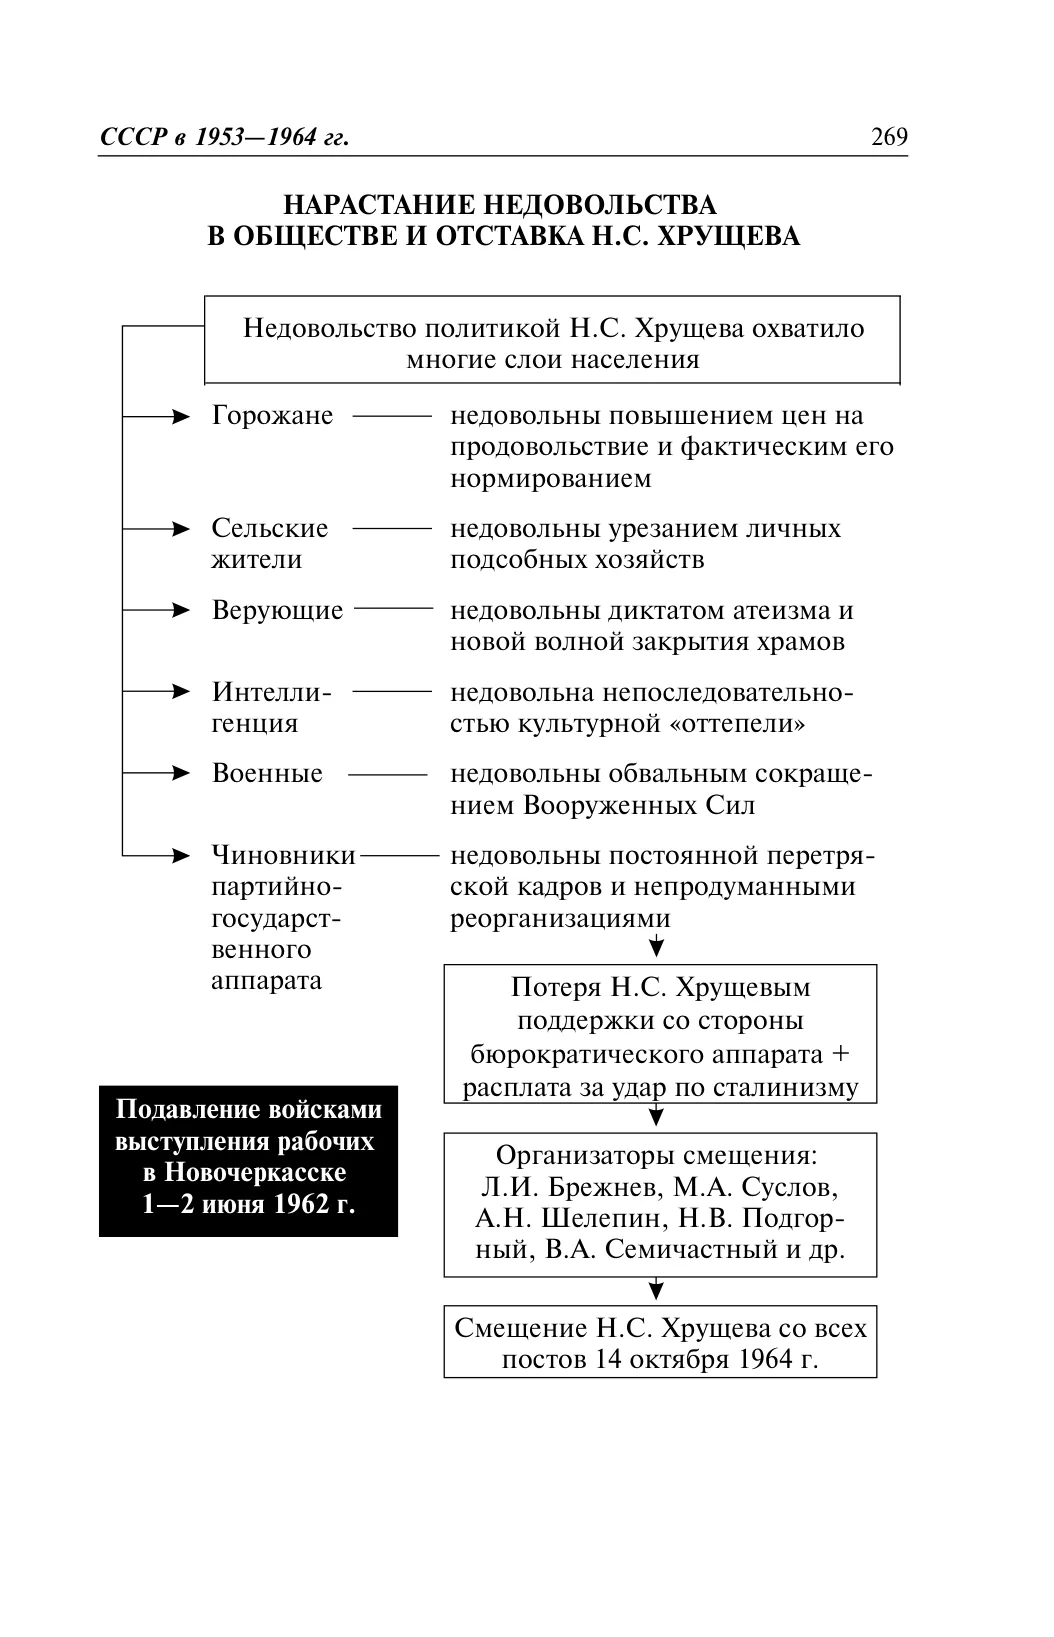 СССР в 1953—1964 гг. 269
НАРАСТАНИЕ НЕДОВОЛЬСТВА
В ОБЩЕСТВЕ И ОТСТАВКА Н.С. ХРУЩЕВА
Недовольство политикой Н.С. Хрущева охватило
многие слои населения
Горожане недовольны повышением цен на
продовольствие и фактическим его
нормированием
Сельские недовольны урезанием личных
жители подсобных хозяйств
Верующие недовольны диктатом атеизма и
новой волной закрытия храмов
Интелли- недовольна непоследовательно-
генция стью культурной «оттепели»
Военные недовольны обвальным сокраще-
нием Вооруженных Сил
Чиновники недовольны постоянной перетря-
партийно- ской кадров и непродуманными
государст- реорганизациями
венного
аппарата
Потеря Н.С. Хрущевым
поддержки со стороны
бюрократического аппарата +
расплата за удар по сталинизму
Подавление войсками
выступления рабочих
в Новочеркасске
1—2 июня 1962 г.
Организаторы смещения:
Л.И. Брежнев, М.А. Суслов,
А.Н. Шелепин, Н.В. Подгор-
ный, В.А. Семичастный и др.
Смещение Н.С. Хрущева со всех
постов 14 октября 1964 г.